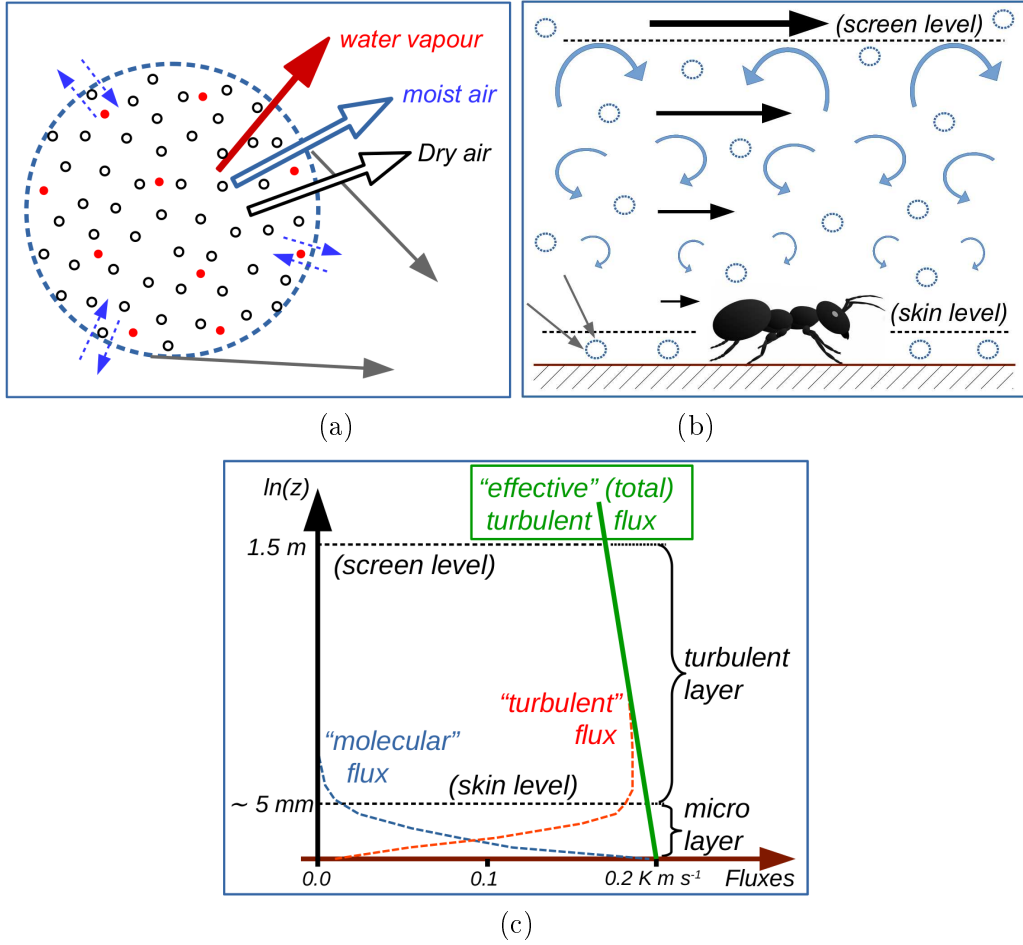 water vapour
moist air
Dry air
(screen level)
(skin level)
(a)
(b)
ln(z)
“effective” (total)
turbulent flux
1.5 m
(screen level)
turbulent
layer
“turbulent”
flux
“molecular”
flux
(skin level)
~ 5 mm
micro
layer
0.0
0.1
0.2 K m s⁻¹
Fluxes
(c)